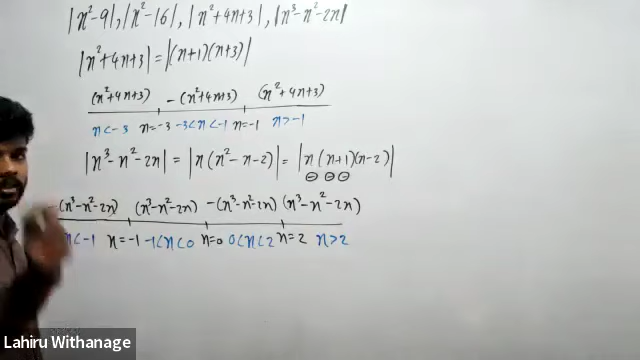 |x²-9|, |x²-16|, |x²+4x+3|, |x³-x²-2x|
|x²+4x+3| = |(x+1)(x+3)|
(x²+4x+3) -(x²+4x+3) (x²+4x+3)
x<-3 x=-3 -3<x<-1 x=-1 x>-1
|x³-x²-2x| = |x(x²-x-2)| = |x(x+1)(x-2)|
⊖ ⊖ ⊖
(x³-x²-2x) (x³-x²-2x) -(x³-x²-2x) (x³-x²-2x)
x<-1 x=-1 -1<x<0 x=0 0<x<2 x=2 x>2
Lahiru Withanage